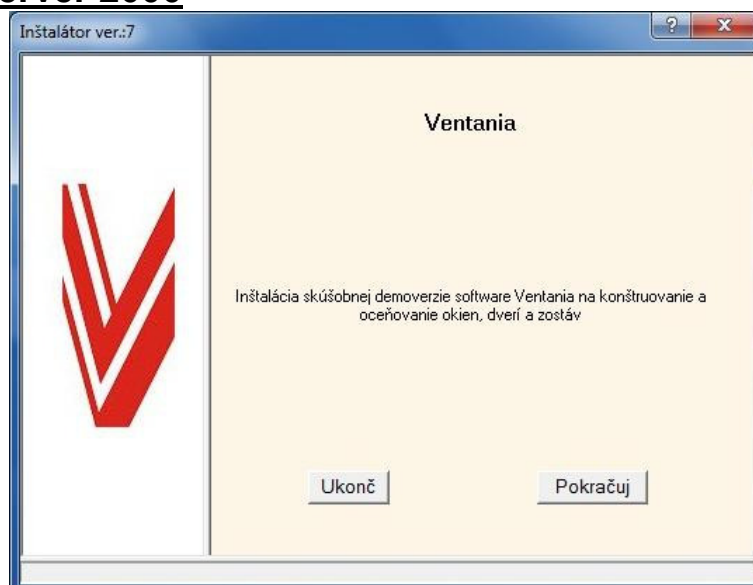 Inštalátor ver.:7
Ventania
Inštalácia skúšobnej demoverzie software Ventania na konštruovanie a
oceňovanie okien, dverí a zostáv
Ukonč
Pokračuj